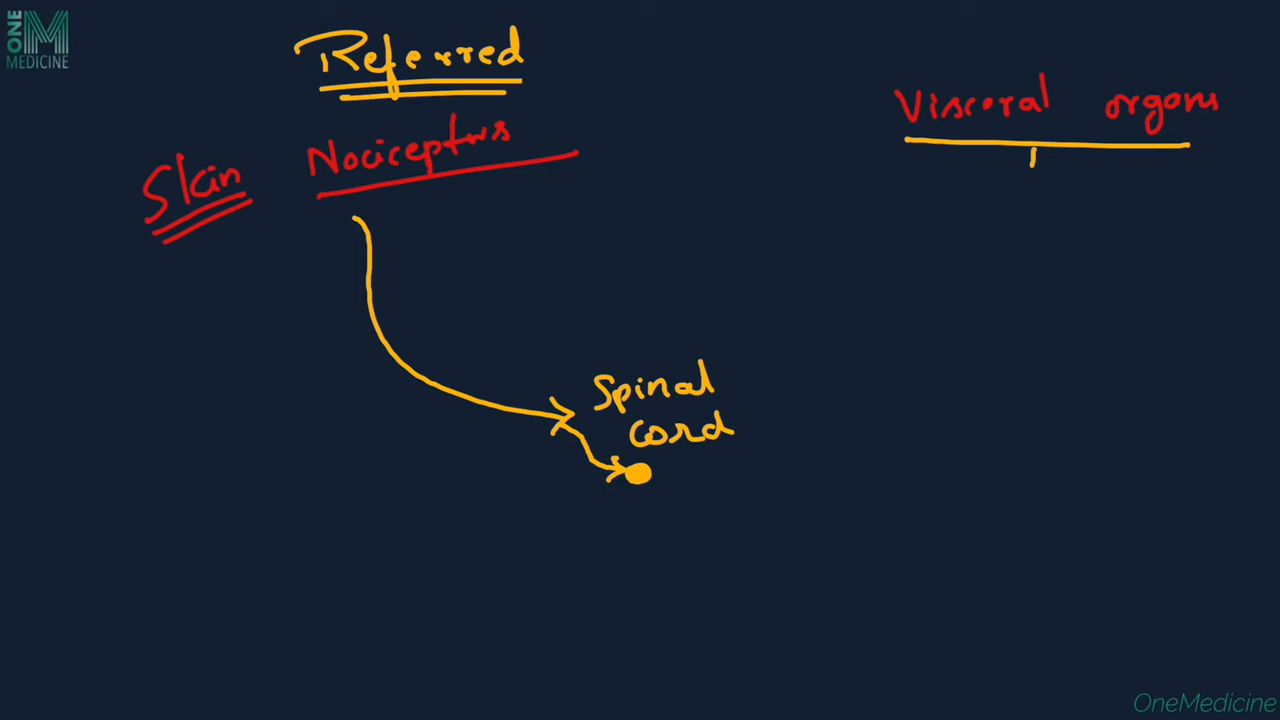 ONE
MEDICINE
Referred
Visceral organs
Skin Nociceptors
Spinal
cord
OneMedicine